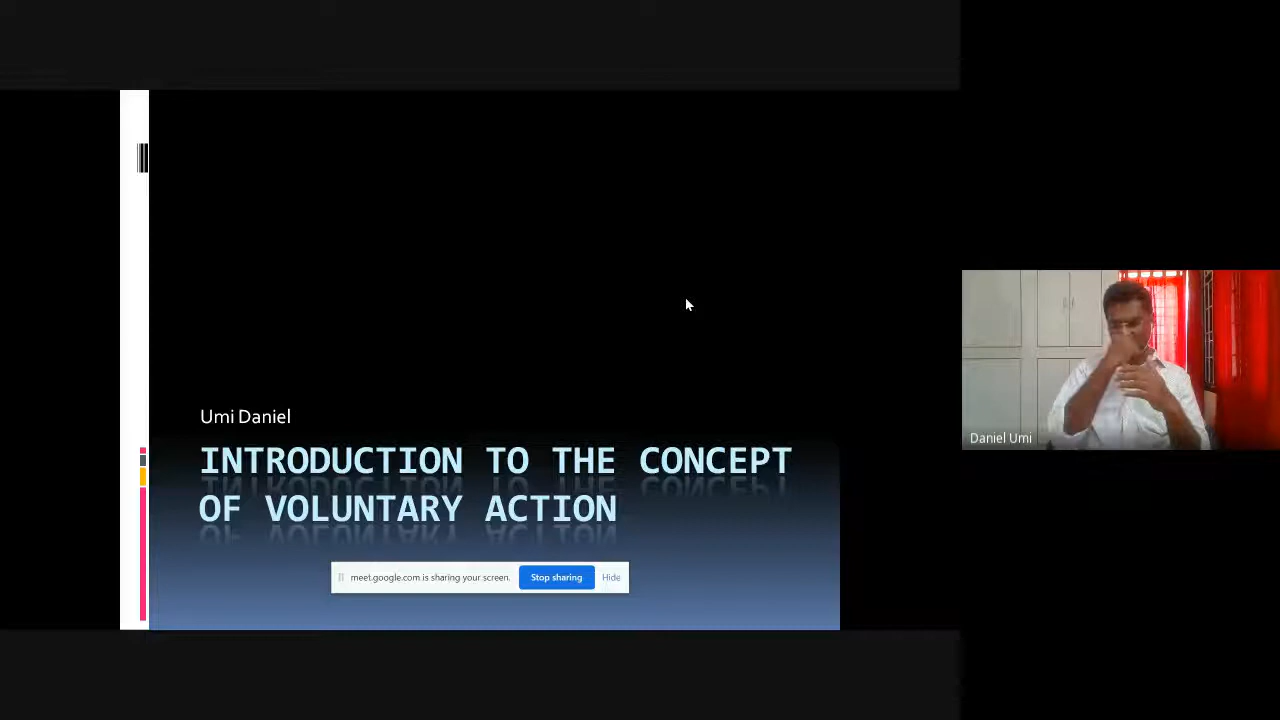 Umi Daniel
INTRODUCTION TO THE CONCEPT
OF VOLUNTARY ACTION
meet.google.com is sharing your screen.
Stop sharing
Hide
Daniel Umi